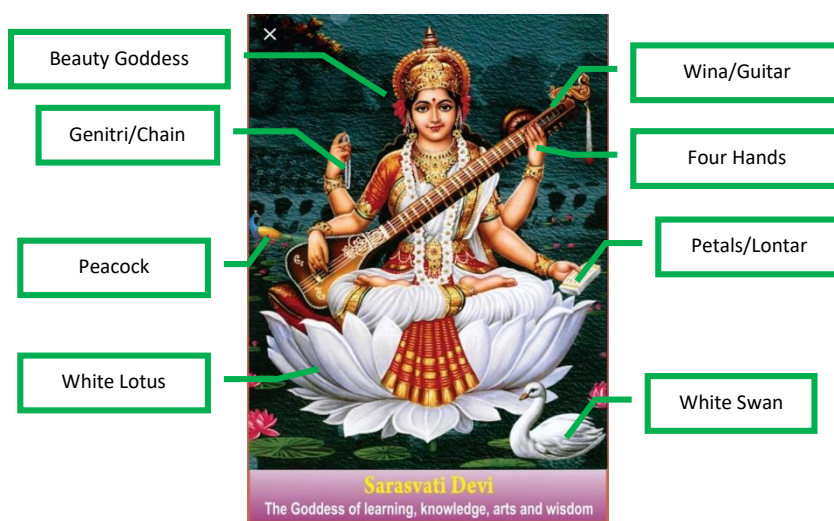 Beauty Goddess
Wina/Guitar
Genitri/Chain
Four Hands
Petals/Lontar
Peacock
White Lotus
White Swan
Sarasvati Devi
The Goddess of learning, knowledge, arts and wisdom